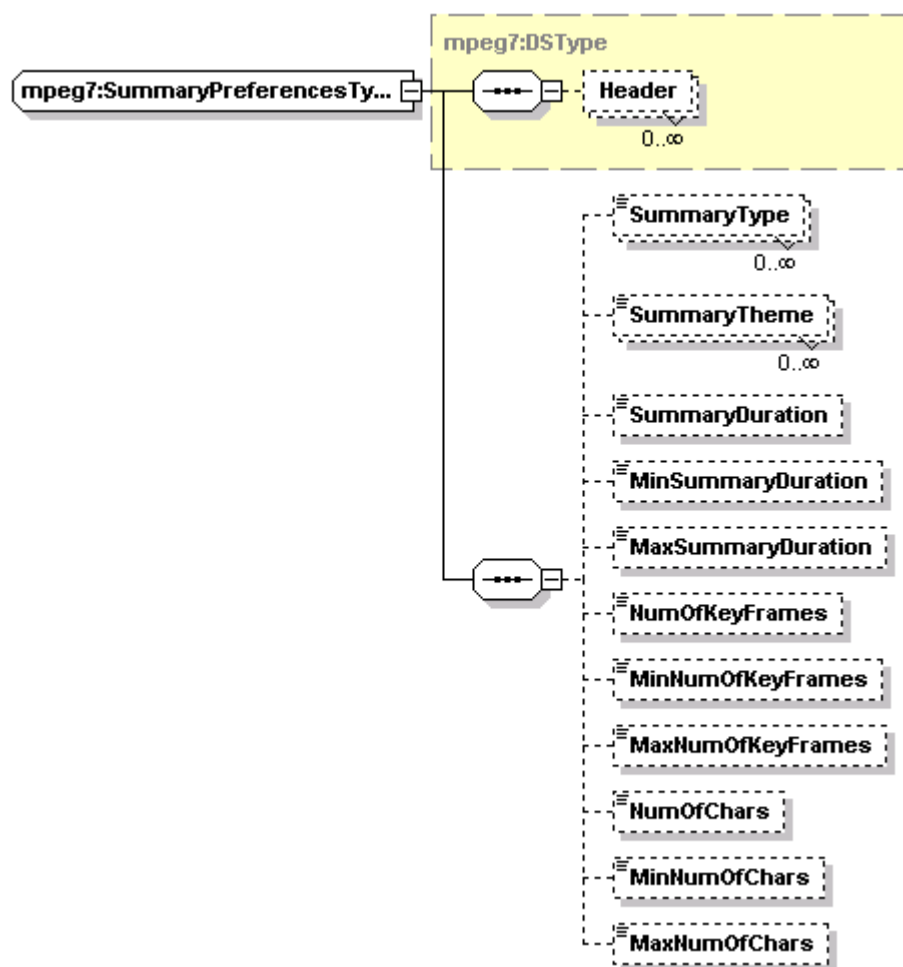 mpeg7:DSType
mpeg7:SummaryPreferencesTy...
Header
0..∞
SummaryType
0..∞
SummaryTheme
0..∞
SummaryDuration
MinSummaryDuration
MaxSummaryDuration
NumOfKeyFrames
MinNumOfKeyFrames
MaxNumOfKeyFrames
NumOfChars
MinNumOfChars
MaxNumOfChars